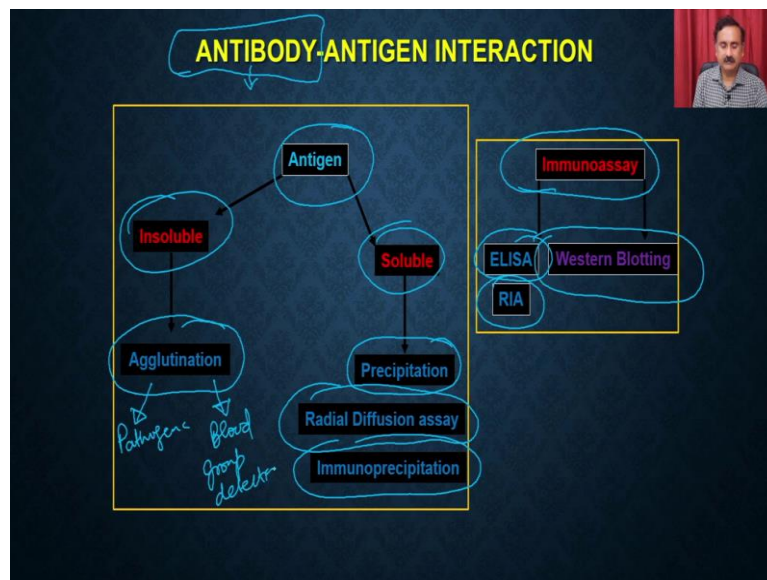 ANTIBODY-ANTIGEN INTERACTION
Antigen
Insoluble
Soluble
Agglutination
Precipitation
Radial Diffusion assay
Immunoprecipitation
Pathogenc
Blood
group
detectn
Immunoassay
ELISA
Western Blotting
RIA